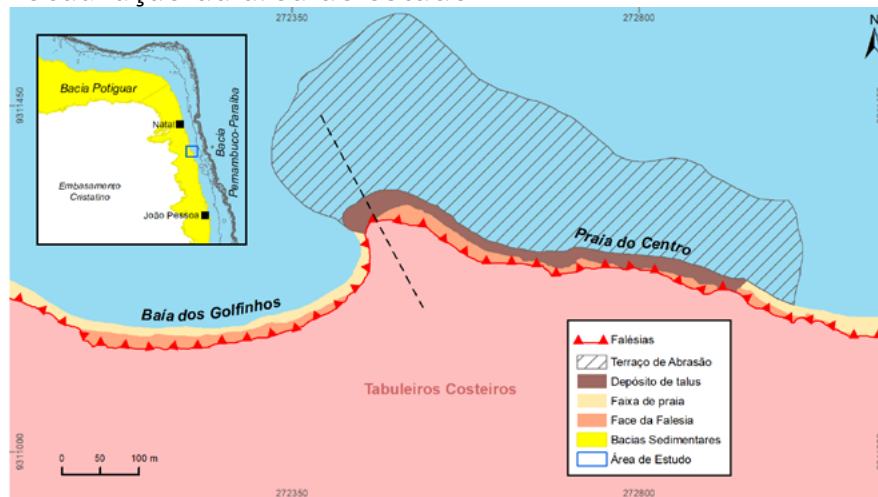 272350
272800
N
9311450
Bacia Potiguar
Natal
Bacia
Pernambuco-Paraíba
Embasamento
Cristalino
João Pessoa
Praia do Centro
Baía dos Golfinhos
Tabuleiros Costeiros
Falésias
Terraço de Abrasão
Depósito de talus
Faixa de praia
Face da Falesia
Bacias Sedimentares
Área de Estudo
0 50 100 m
9311000
272350
272800